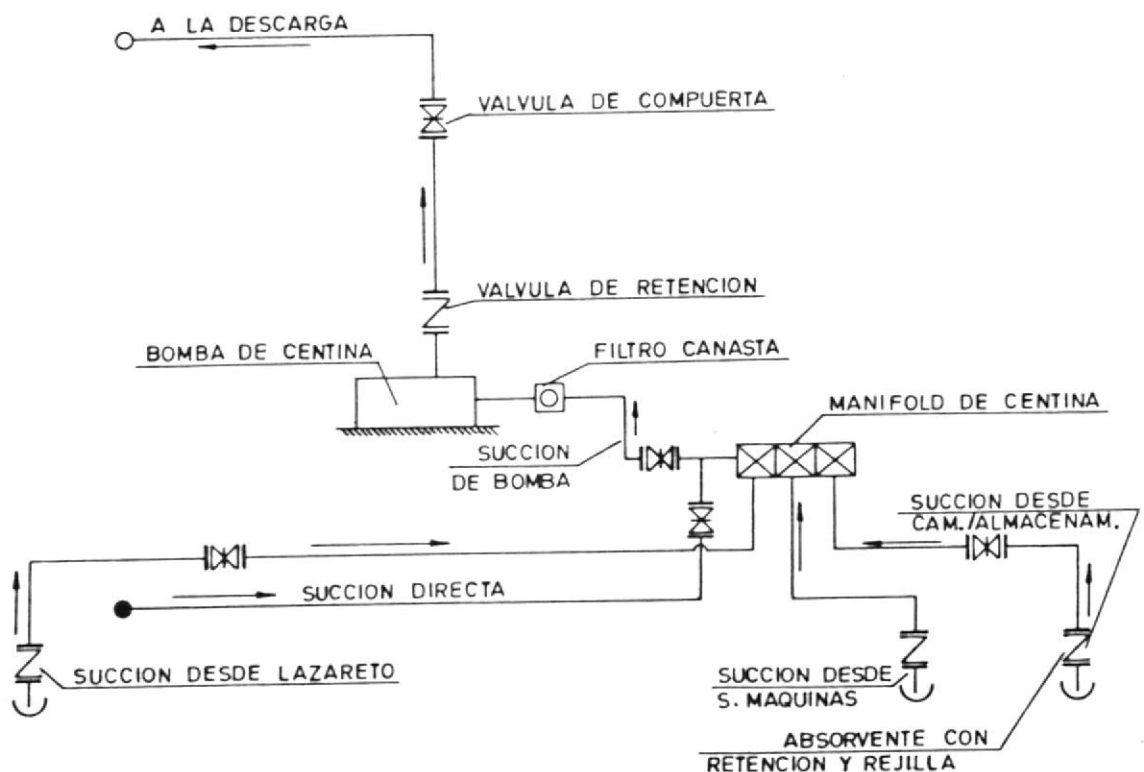 A LA DESCARGA
VALVULA DE COMPUERTA
VALVULA DE RETENCION
BOMBA DE CENTINA
FILTRO CANASTA
MANIFOLD DE CENTINA
SUCCION
DE BOMBA
SUCCION DESDE
CAM./ALMACENAM.
SUCCION DIRECTA
SUCCION DESDE LAZARETO
SUCCION DESDE
S. MAQUINAS
ABSORVENTE CON
RETENCION Y REJILLA